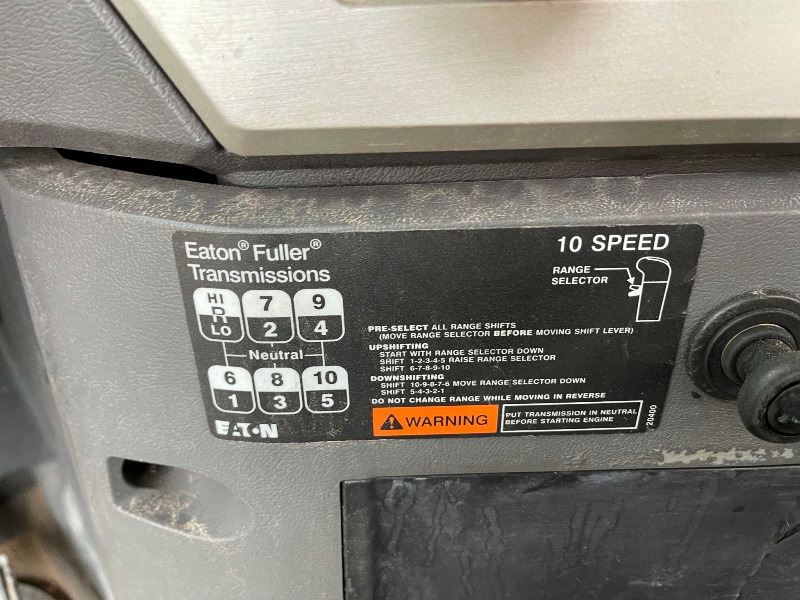 Eaton® Fuller®
Transmissions
10 SPEED
RANGE
SELECTOR
HI
R
LO
7
2
9
4
Neutral
6
1
8
3
10
5
EATON
PRE-SELECT ALL RANGE SHIFTS
(MOVE RANGE SELECTOR BEFORE MOVING SHIFT LEVER)
UPSHIFTING
START WITH RANGE SELECTOR DOWN
SHIFT 1-2-3-4-5 RAISE RANGE SELECTOR
SHIFT 6-7-8-9-10
DOWNSHIFTING
SHIFT 10-9-8-7-6 MOVE RANGE SELECTOR DOWN
SHIFT 5-4-3-2-1
DO NOT CHANGE RANGE WHILE MOVING IN REVERSE
WARNING
PUT TRANSMISSION IN NEUTRAL
BEFORE STARTING ENGINE
20400